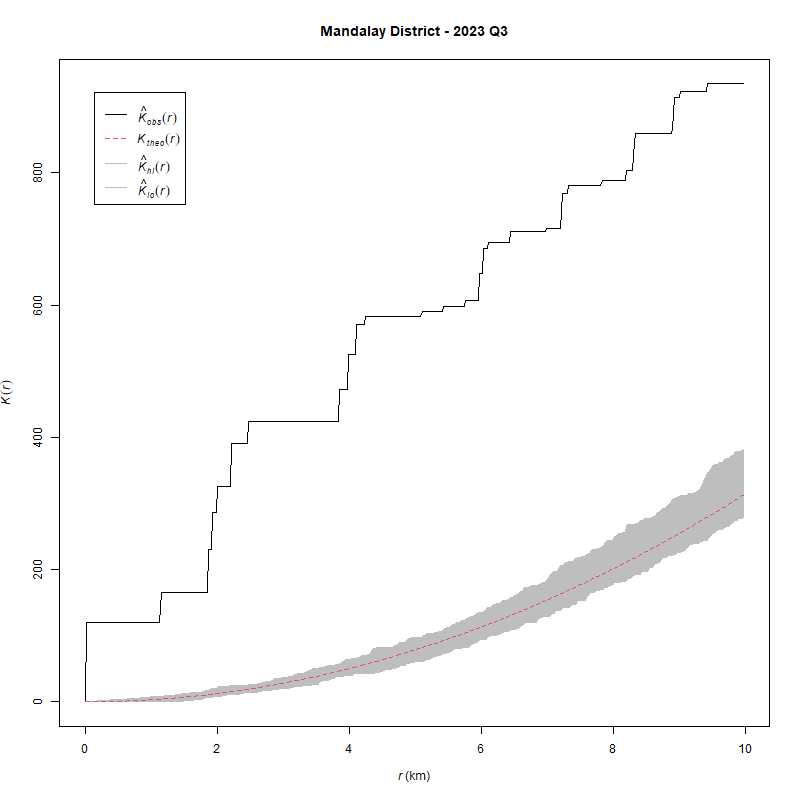 Mandalay District - 2023 Q3
K̂obs(r)
Ktheo(r)
K̂hi(r)
K̂lo(r)
K(r)
800
600
400
200
0
0 2 4 6 8 10
r (km)